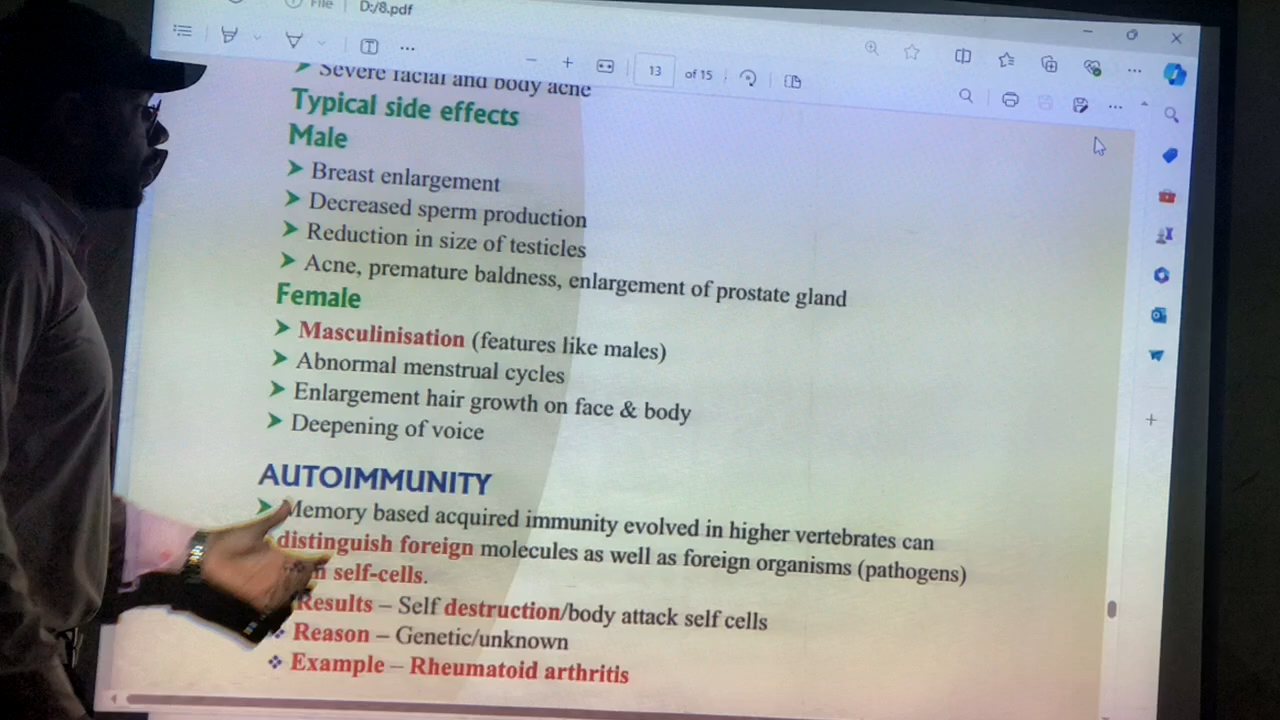 File | D:/8.pdf
13 of 15
Severe facial and body acne
Typical side effects
Male
Breast enlargement
Decreased sperm production
Reduction in size of testicles
Acne, premature baldness, enlargement of prostate gland
Female
Masculinisation (features like males)
Abnormal menstrual cycles
Enlargement hair growth on face & body
Deepening of voice
AUTOIMMUNITY
Memory based acquired immunity evolved in higher vertebrates can
distinguish foreign molecules as well as foreign organisms (pathogens)
self-cells.
Results – Self destruction/body attack self cells
Reason – Genetic/unknown
Example – Rheumatoid arthritis